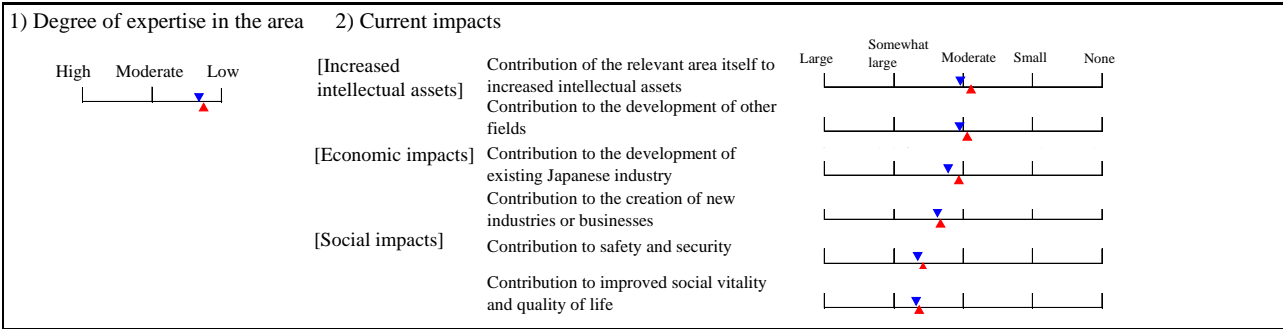 1) Degree of expertise in the area
2) Current impacts
High Moderate Low
[Increased
intellectual assets]
Contribution of the relevant area itself to
increased intellectual assets
Large
Somewhat
large
Moderate
Small
None
Contribution to the development of other
fields
[Economic impacts]
Contribution to the development of
existing Japanese industry
Contribution to the creation of new
industries or businesses
[Social impacts]
Contribution to safety and security
Contribution to improved social vitality
and quality of life